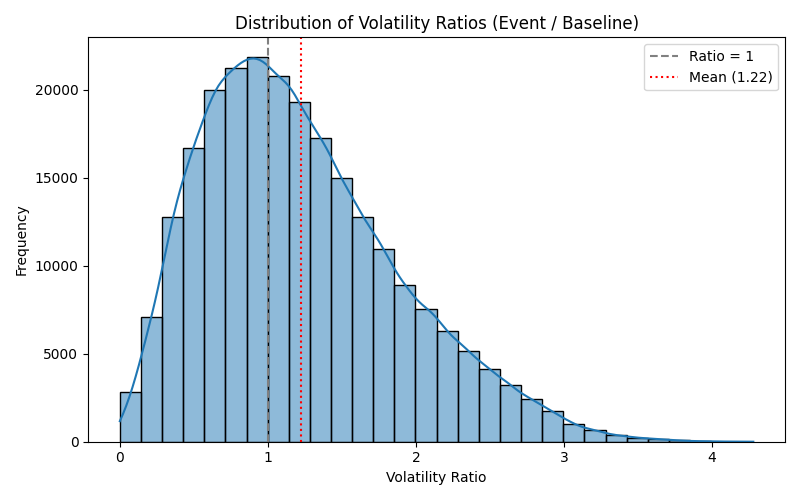 Distribution of Volatility Ratios (Event / Baseline)
Ratio = 1
Mean (1.22)
Frequency
20000
15000
10000
5000
0
0 1 2 3 4
Volatility Ratio